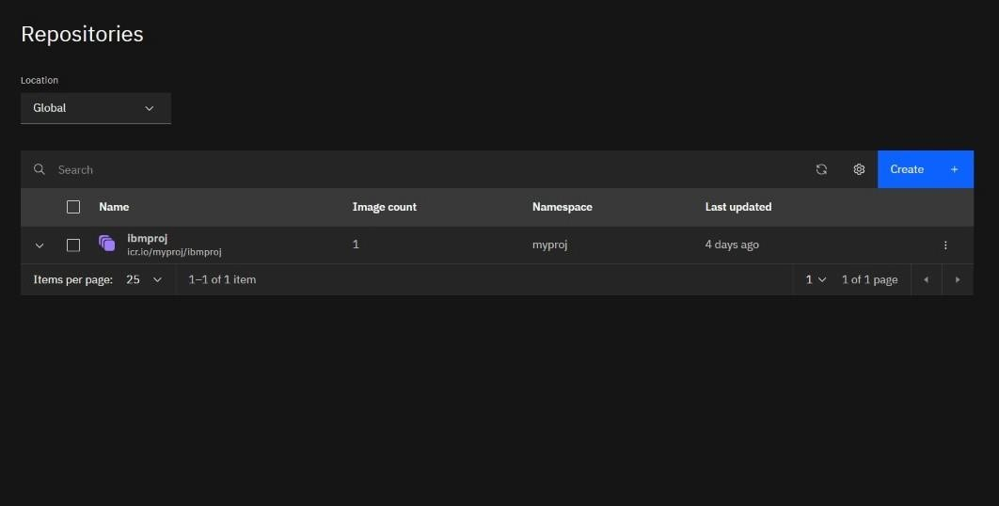 Repositories
Location
Global
Search
Create +
Name Image count Namespace Last updated
ibmproj
icr.io/myproj/ibmproj
1 myproj 4 days ago
Items per page: 25 1–1 of 1 item 1 1 of 1 page